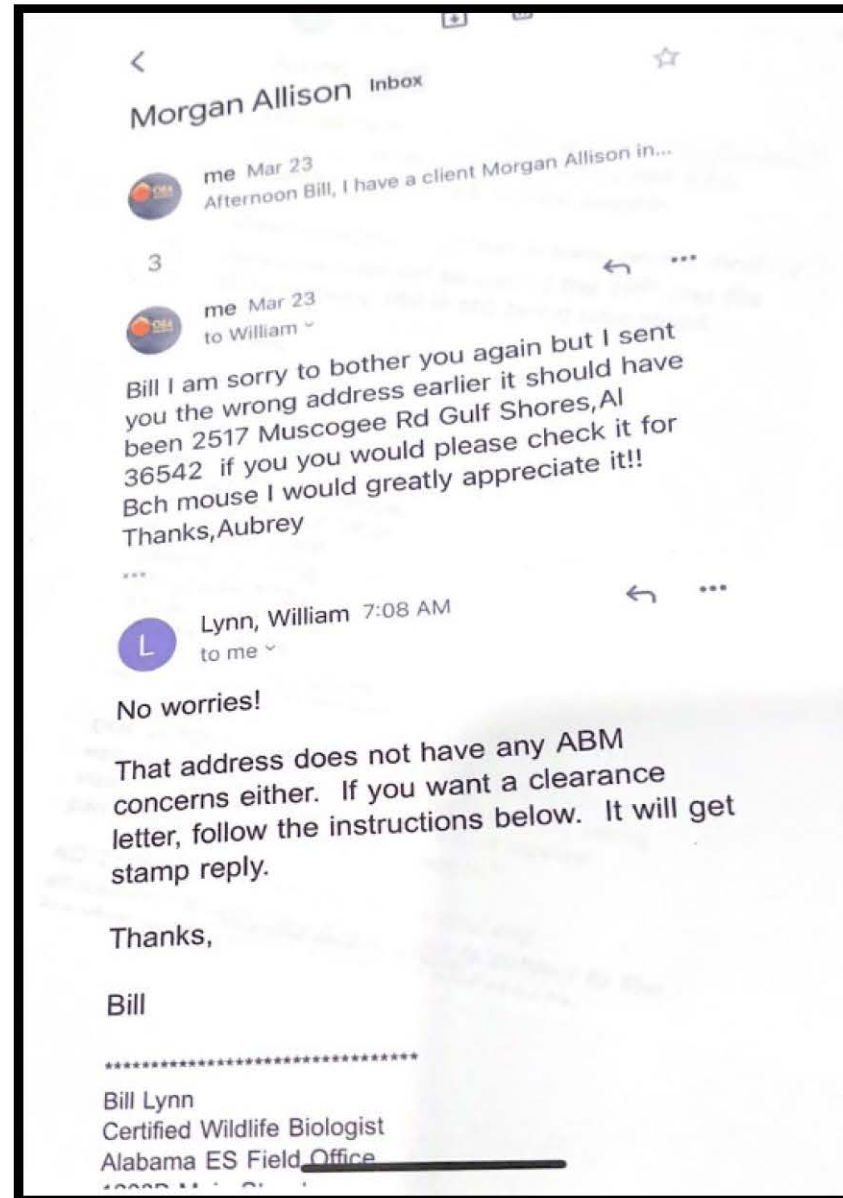 Morgan Allison Inbox
me Mar 23
Afternoon Bill, I have a client Morgan Allison in...
3
me Mar 23
to William
Bill I am sorry to bother you again but I sent
you the wrong address earlier it should have
been 2517 Muscogee Rd Gulf Shores,Al
36542 if you you would please check it for
Bch mouse I would greatly appreciate it!!
Thanks,Aubrey
...
L
Lynn, William 7:08 AM
to me
No worries!
That address does not have any ABM
concerns either. If you want a clearance
letter, follow the instructions below. It will get
stamp reply.
Thanks,
Bill
**********************************
Bill Lynn
Certified Wildlife Biologist
Alabama ES Field Office